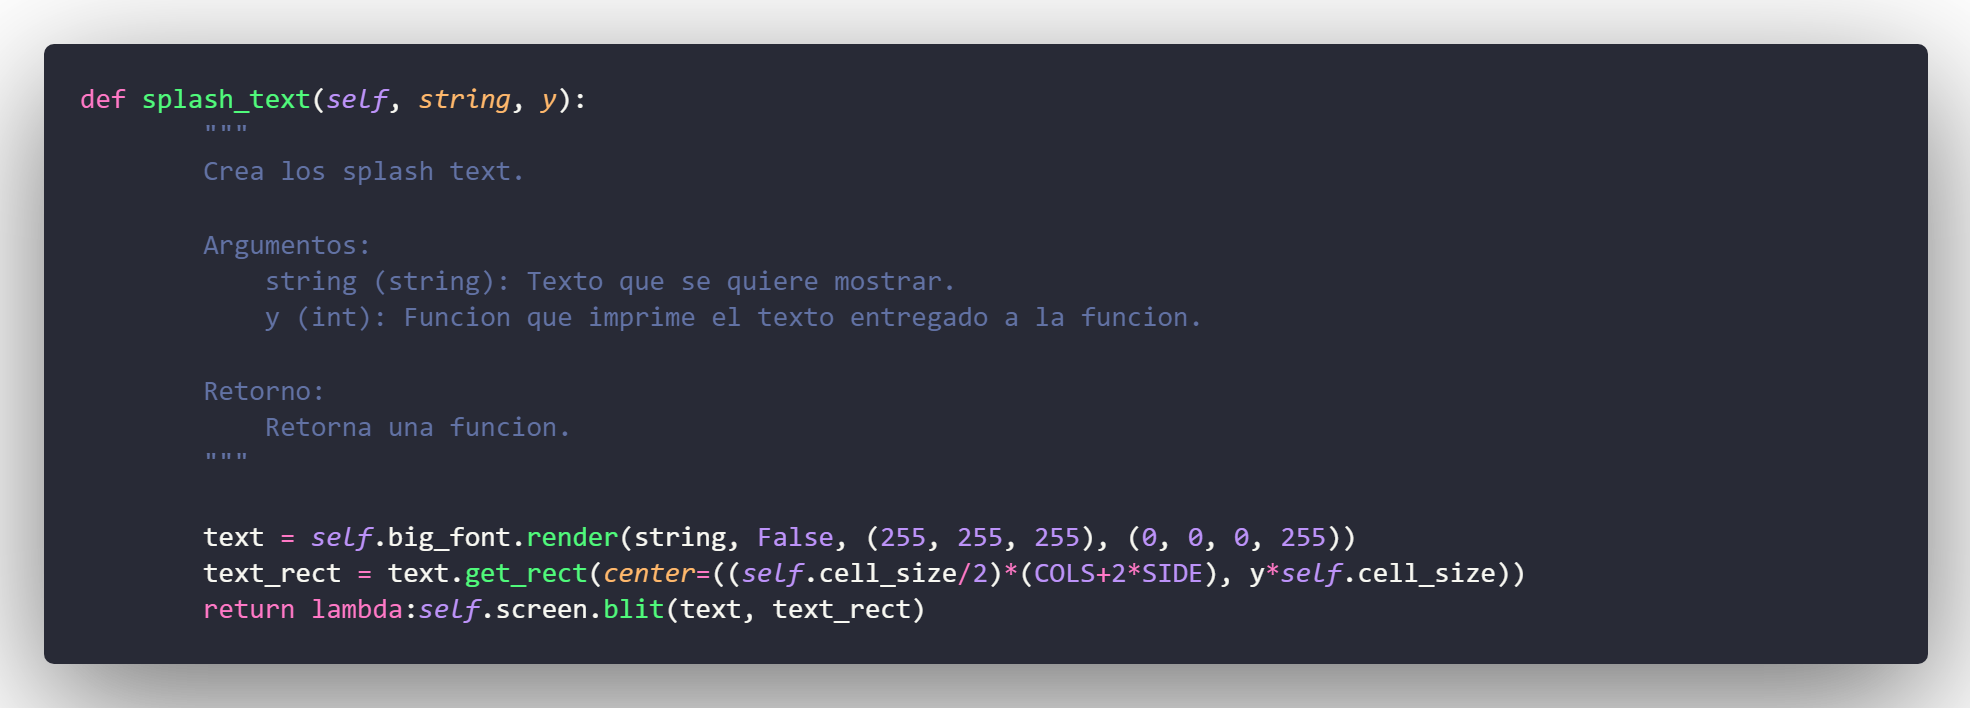 def splash_text(self, string, y):
        """
        Crea los splash text.

        Argumentos:
            string (string): Texto que se quiere mostrar.
            y (int): Funcion que imprime el texto entregado a la funcion.

        Retorno:
            Retorna una funcion.
        """

        text = self.big_font.render(string, False, (255, 255, 255), (0, 0, 0, 255))
        text_rect = text.get_rect(center=((self.cell_size/2)*(COLS+2*SIDE), y*self.cell_size))
        return lambda:self.screen.blit(text, text_rect)